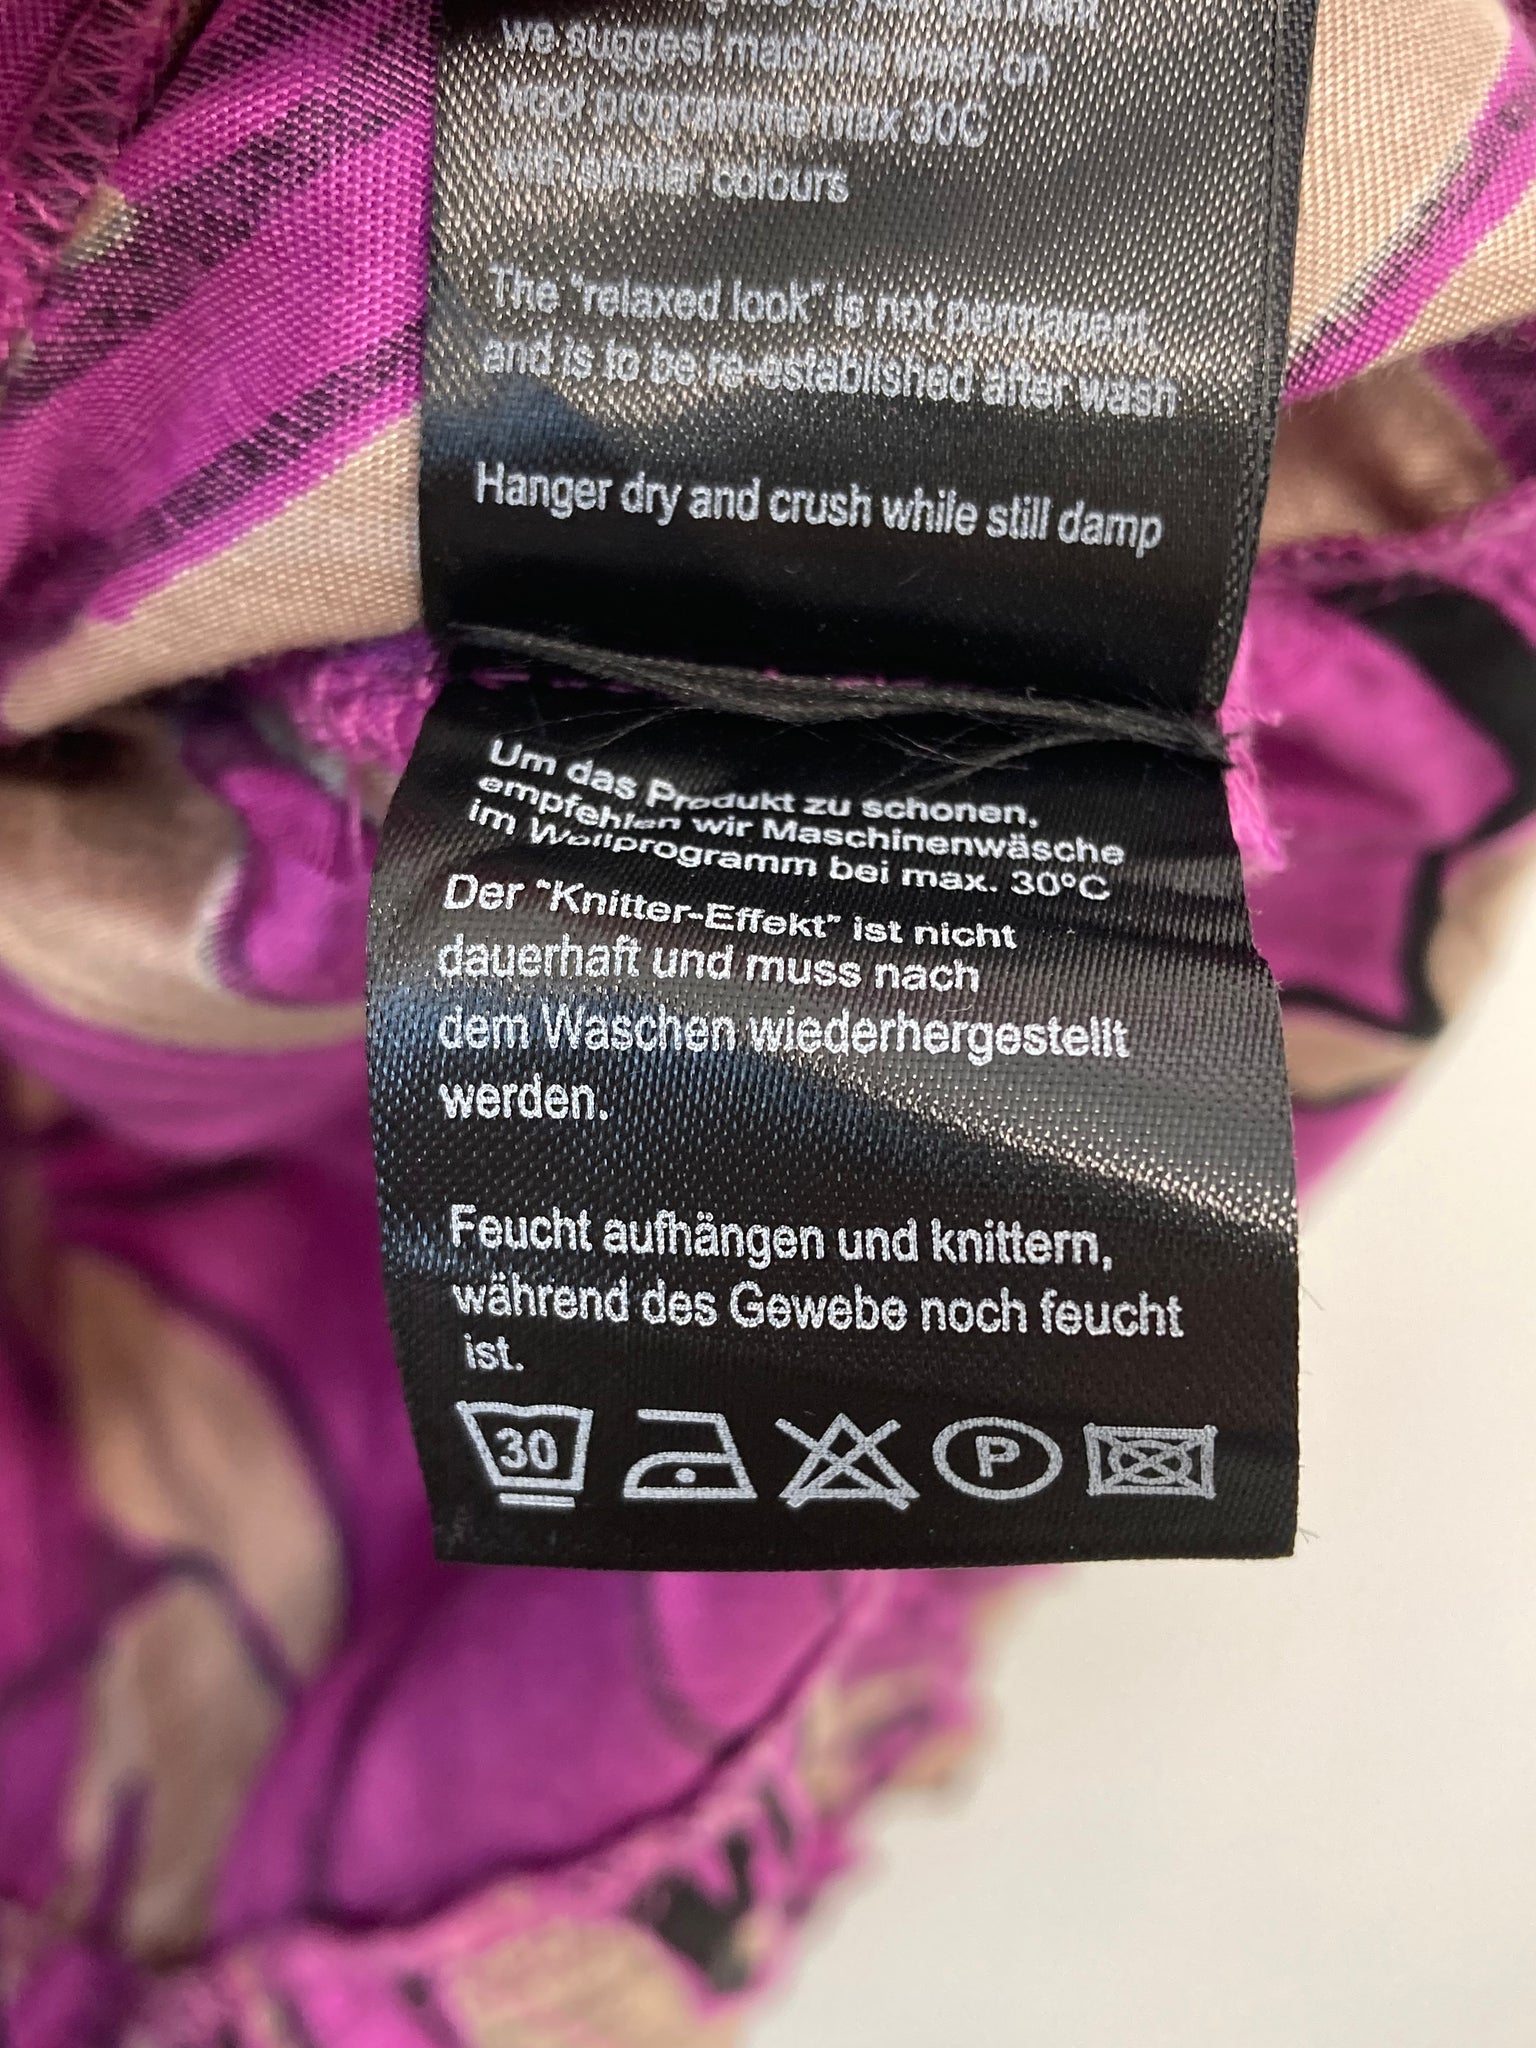 we suggest machine wash on
wool programme max 30C
with similar colours
The "relaxed look" is not permanent,
and is to be re-established after wash
Hanger dry and crush while still damp
Um das Produkt zu schonen,
empfehlen wir Maschinenwäsche
im Wollprogramm bei max. 30°C
Der "Knitter-Effekt" ist nicht
dauerhaft und muss nach
dem Waschen wiederhergestellt
werden.
Feucht aufhängen und knittern,
während des Gewebe noch feucht
ist.
30 P